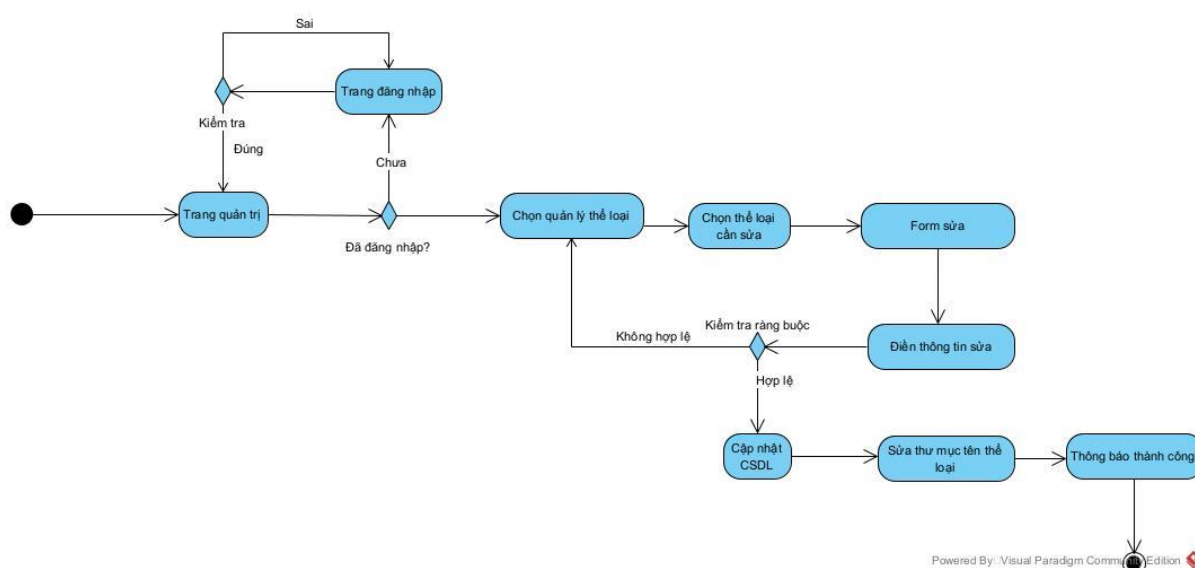 Sai
Trang đăng nhập
Kiểm tra
Đúng
Chưa
Trang quản trị
Đã đăng nhập?
Chọn quản lý thể loại
Chọn thể loại
cần sửa
Form sửa
Kiểm tra ràng buộc
Không hợp lệ
Điền thông tin sửa
Hợp lệ
Cập nhật
CSDL
Sửa thư mục tên thể
loại
Thông báo thành công
Powered By Visual Paradigm Community Edition